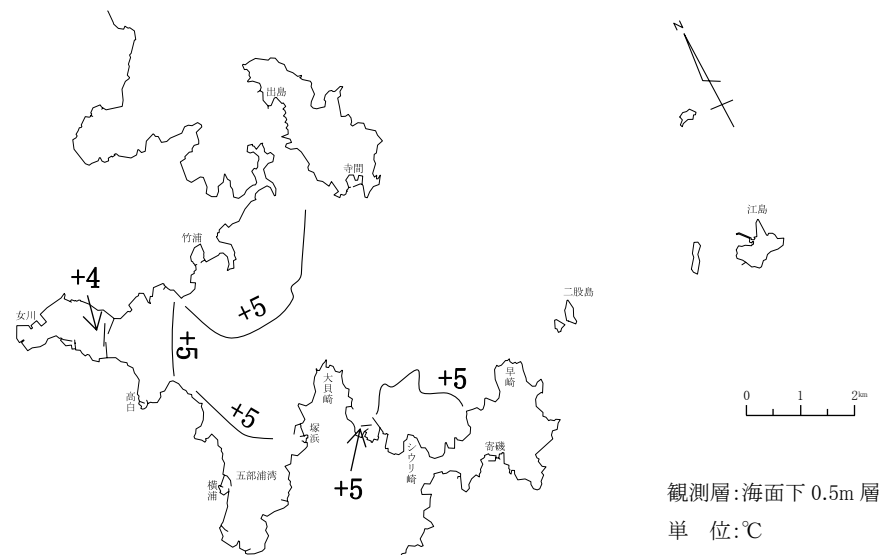 N
出島
寺間
江島
竹浦
+4
+5
二股島
女川
+5
早崎
大貝崎
+5
高白
+5
0 1 2km
塚浜
シウリ崎
寄磯
五部浦湾
横浦
+5
観測層:海面下 0.5m 層
単 位:℃